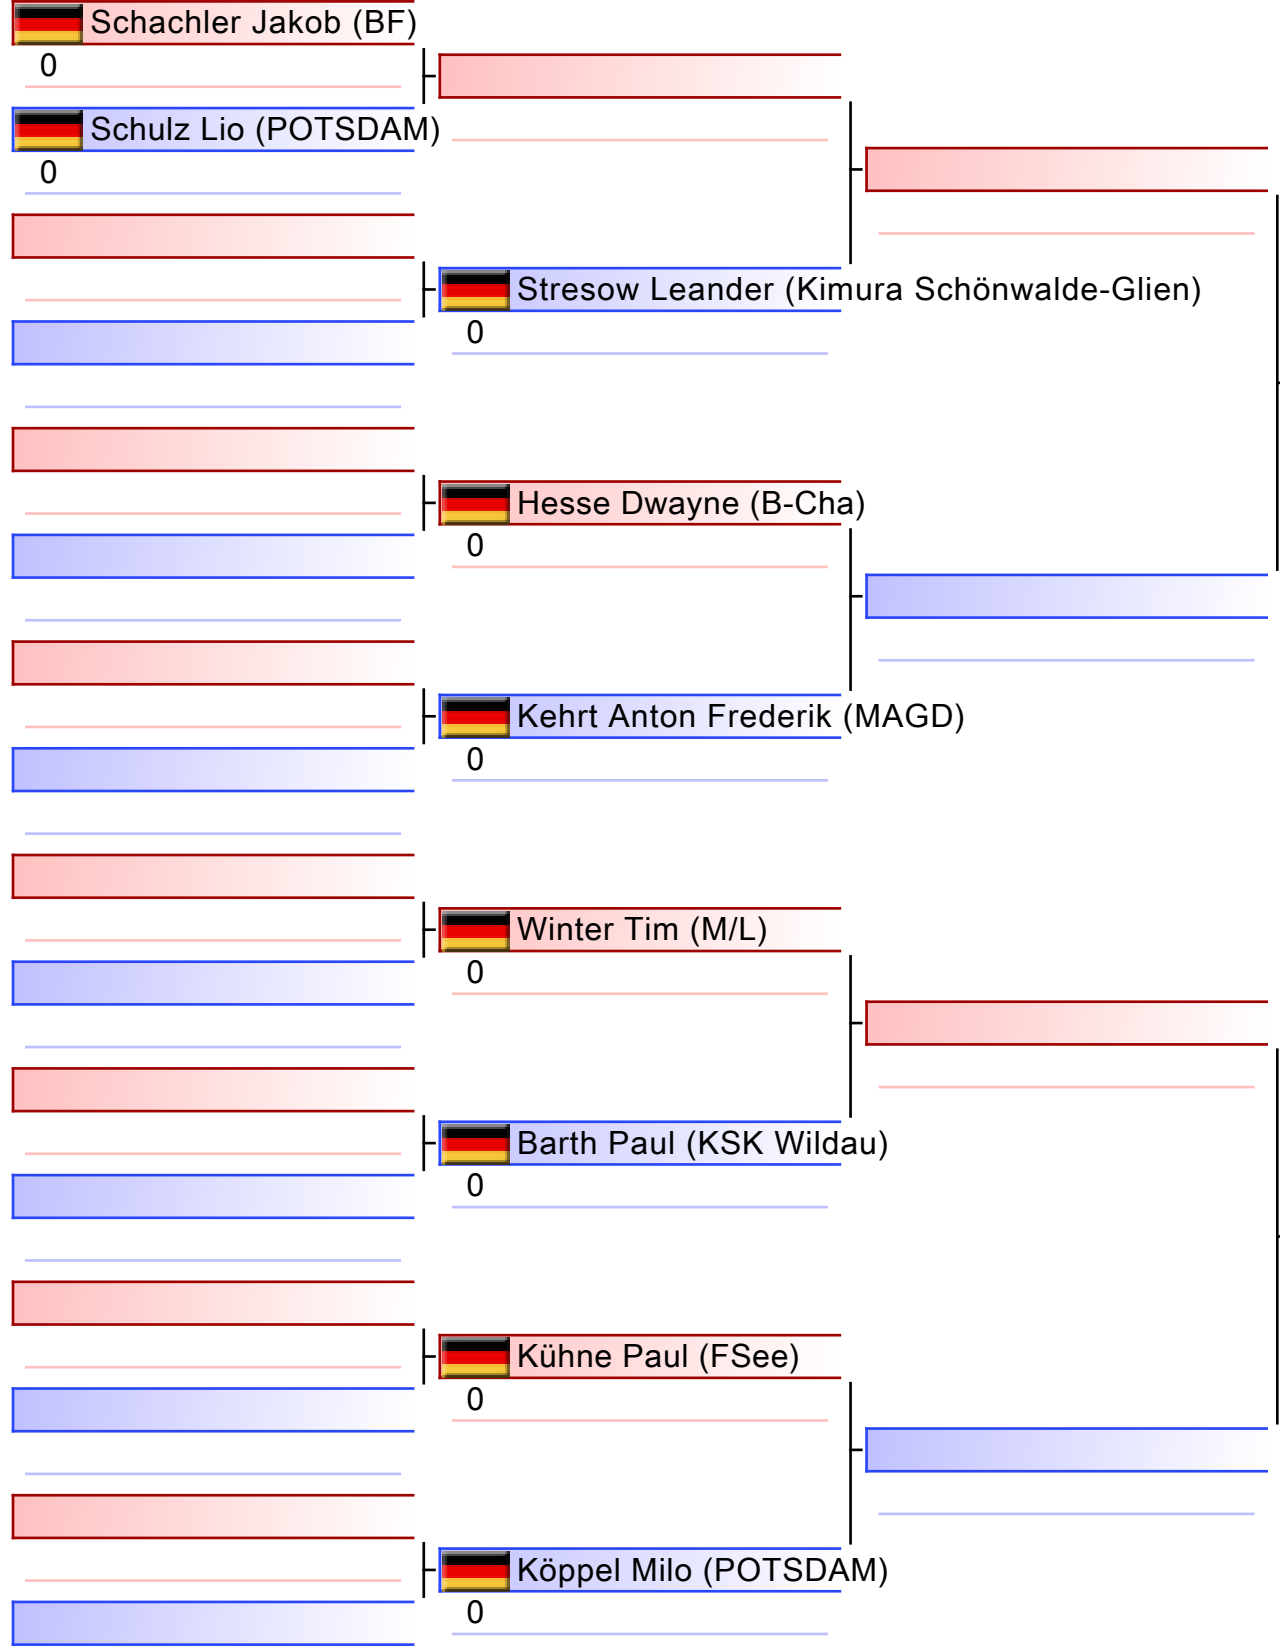 Schachler Jakob (BF)
0
Schulz Lio (POTSDAM)
0
Stresow Leander (Kimura Schönwalde-Glien)
0
Hesse Dwayne (B-Cha)
0
Kehrt Anton Frederik (MAGD)
0
Winter Tim (M/L)
0
Barth Paul (KSK Wildau)
0
Kühne Paul (FSee)
0
Köppel Milo (POTSDAM)
0